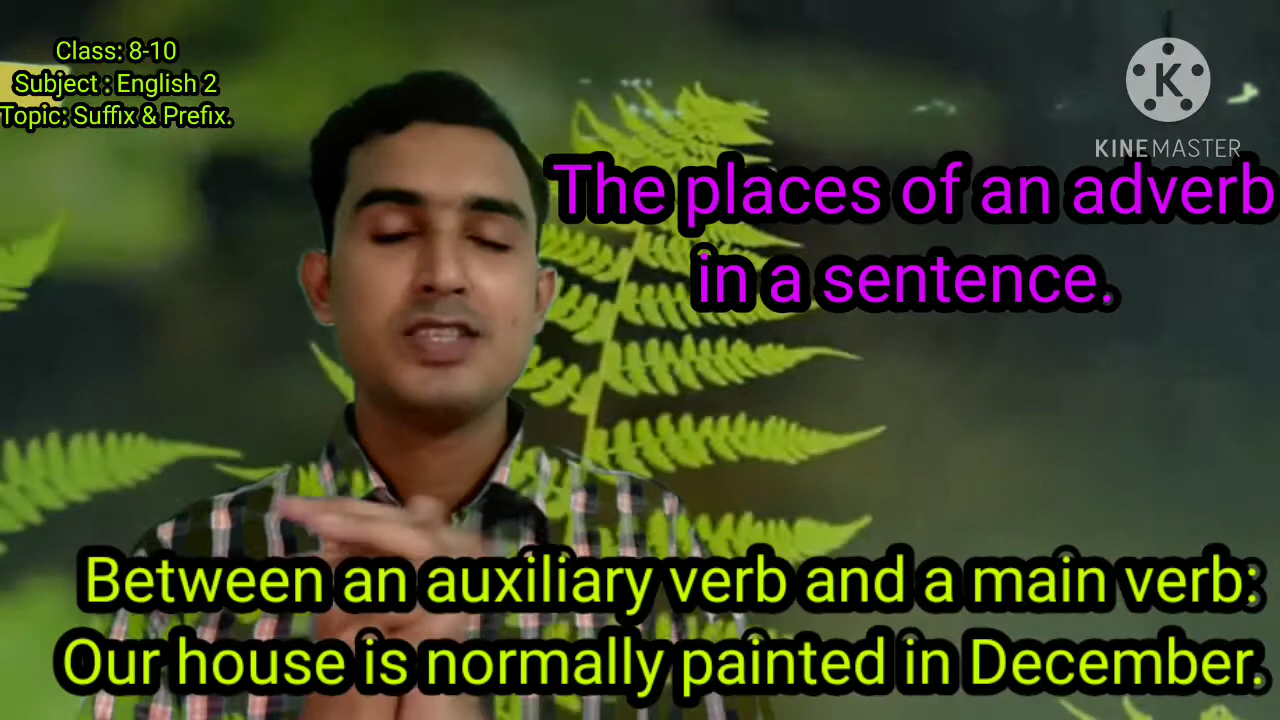 Class: 8-10
Subject : English 2
Topic: Suffix & Prefix.
K
KINEMASTER
The places of an adverb
in a sentence.
Between an auxiliary verb and a main verb:
Our house is normally painted in December.